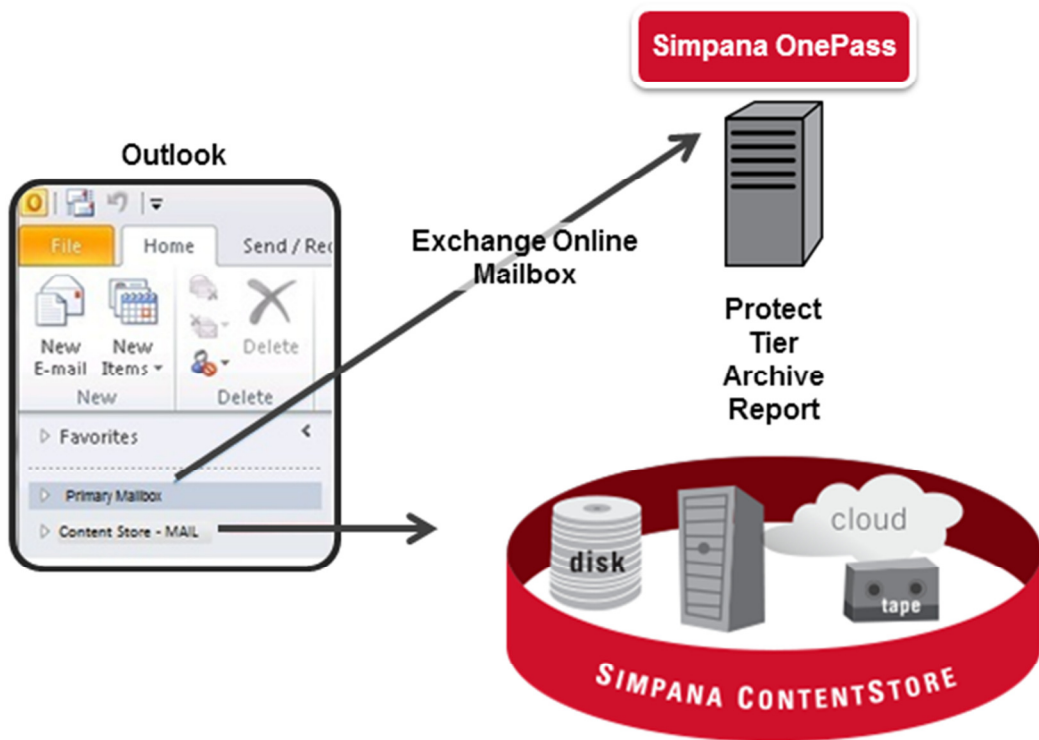 Simpana OnePass
Outlook
File
Home
Send / Rec
New
E-mail
New
Items
Delete
New
Delete
Favorites
Primary Mailbox
Content Store - MAIL
Exchange Online
Mailbox
Protect
Tier
Archive
Report
disk
cloud
tape
SIMPANA CONTENTSTORE